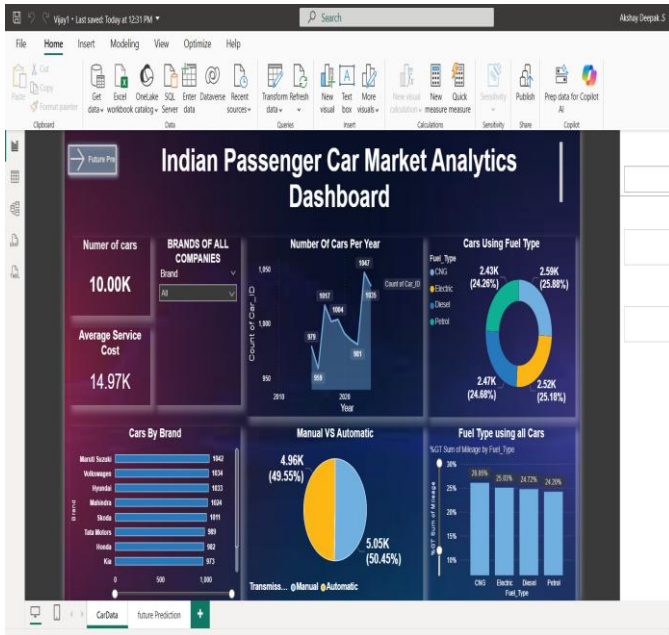 Vijay1 • Last saved: Today at 12:31 PM
Search
Akshay Deepak .S
File Home Insert Modeling View Optimize Help
Paste
Cut
Copy
Format painter
Clipboard
Get data
Excel workbook
OneLake catalog
SQL Server
Enter data
Dataverse
Recent sources
Data
Transform data
Refresh
Queries
New visual
Text box
More visuals
Insert
New visual calculation
New measure
Quick measure
Calculations
Sensitivity
Sensitivity
Publish
Share
Prep data for AI
Copilot
Copilot
Future Pre
Indian Passenger Car Market Analytics
Dashboard
Numer of cars
10.00K
Average Service
Cost
14.97K
BRANDS OF ALL
COMPANIES
Brand
All
Number Of Cars Per Year
Count of Car_ID
1,050
1,000
950
979
958
1017
1004
981
1047
1035
Count of Car_ID
2010 2020
Year
Cars Using Fuel Type
Fuel_Type
CNG
Electric
Diesel
Petrol
2.43K
(24.26%)
2.59K
(25.88%)
2.47K
(24.68%)
2.52K
(25.18%)
Cars By Brand
Brand
Maruti Suzuki 1042
Volkswagen 1034
Hyundai 1033
Mahindra 1024
Skoda 1011
Tata Motors 989
Honda 982
Kia 973
0 500 1,000
Manual VS Automatic
4.96K
(49.55%)
5.05K
(50.45%)
Transmiss... Manual Automatic
Fuel Type using all Cars
%GT Sum of Mileage by Fuel_Type
%GT Sum of Mileage
30%
20%
15%
10%
26.05% 25.03% 24.72% 24.20%
CNG Electric Diesel Petrol
Fuel_Type
CarData future Prediction +